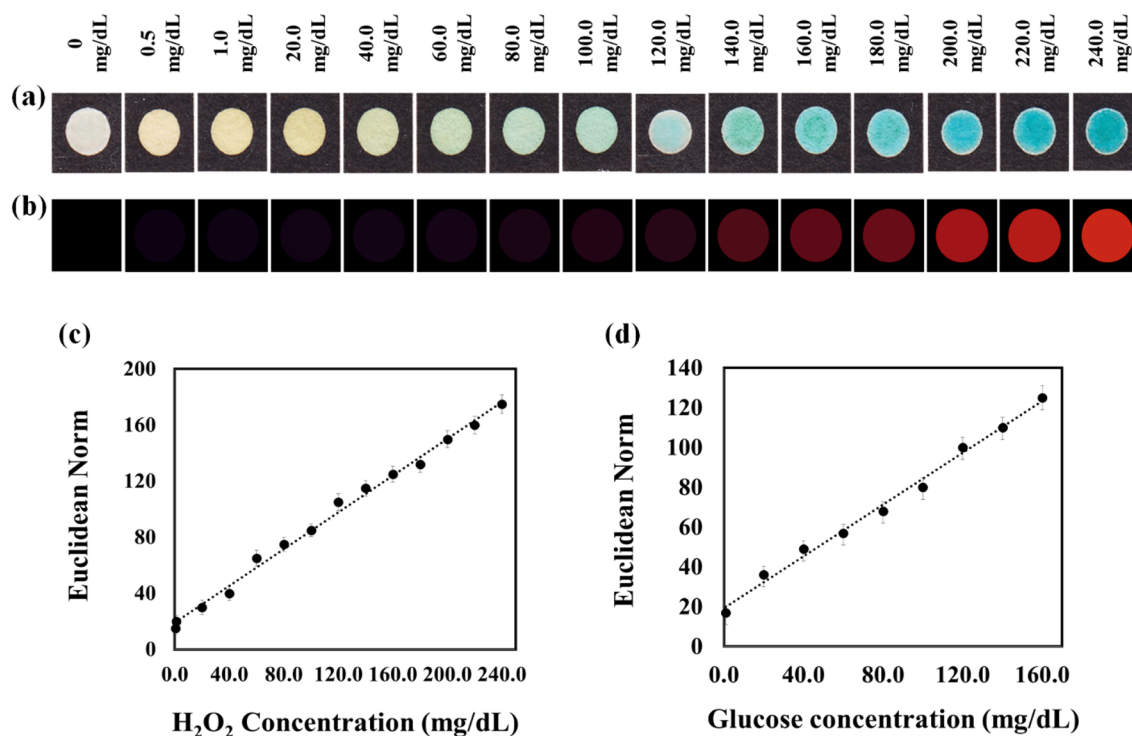 0 mg/dL
0.5 mg/dL
1.0 mg/dL
20.0 mg/dL
40.0 mg/dL
60.0 mg/dL
80.0 mg/dL
100.0 mg/dL
120.0 mg/dL
140.0 mg/dL
160.0 mg/dL
180.0 mg/dL
200.0 mg/dL
220.0 mg/dL
240.0 mg/dL
(a)
(b)
(c)
200
160
120
80
40
0
Euclidean Norm
0.0 40.0 80.0 120.0 160.0 200.0 240.0
H₂O₂ Concentration (mg/dL)
(d)
140
120
100
80
60
40
20
0
Euclidean Norm
0.0 40.0 80.0 120.0 160.0
Glucose concentration (mg/dL)